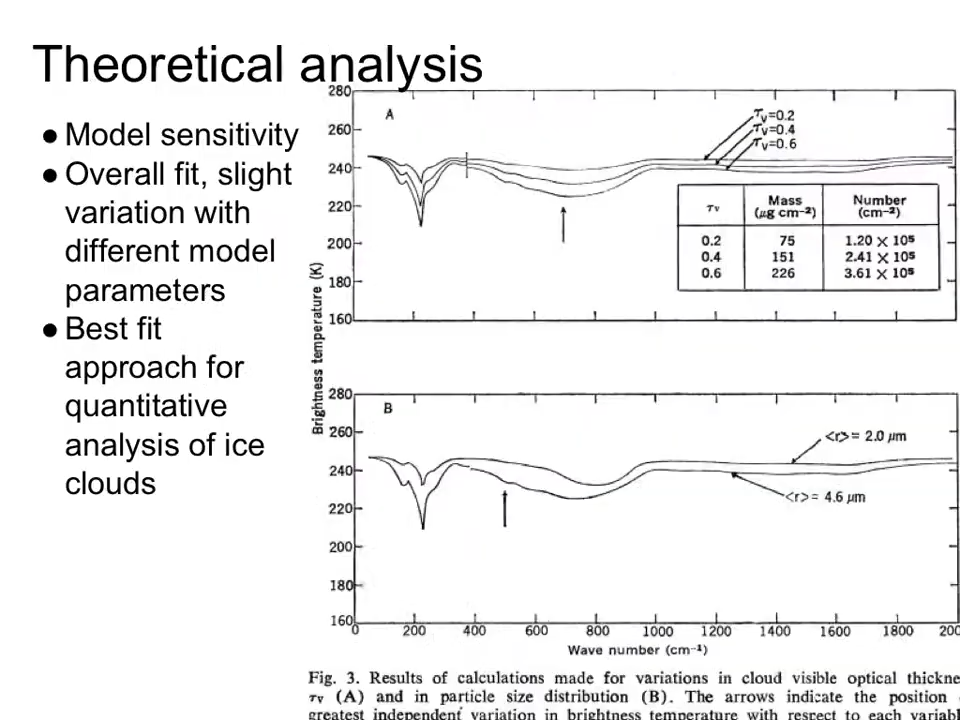 Theoretical analysis
● Model sensitivity
● Overall fit, slight
variation with
different model
parameters
● Best fit
approach for
quantitative
analysis of ice
clouds
280
260
240
220
200
180
160
A
τv=0.2
τv=0.4
τv=0.6
τv Mass (μg cm⁻²) Number (cm⁻²)
0.2 75 1.20 X 10⁵
0.4 151 2.41 X 10⁵
0.6 226 3.61 X 10⁵
Brightness temperature (K)
280
260
240
220
200
180
160
B
<r>= 2.0 μm
<r>= 4.6 μm
0 200 400 600 800 1000 1200 1400 1600 1800 200
Wave number (cm⁻¹)
Fig. 3. Results of calculations made for variations in cloud visible optical thickne
τv (A) and in particle size distribution (B). The arrows indicate the position
greatest independent variation in brightness temperature with respect to each variabl